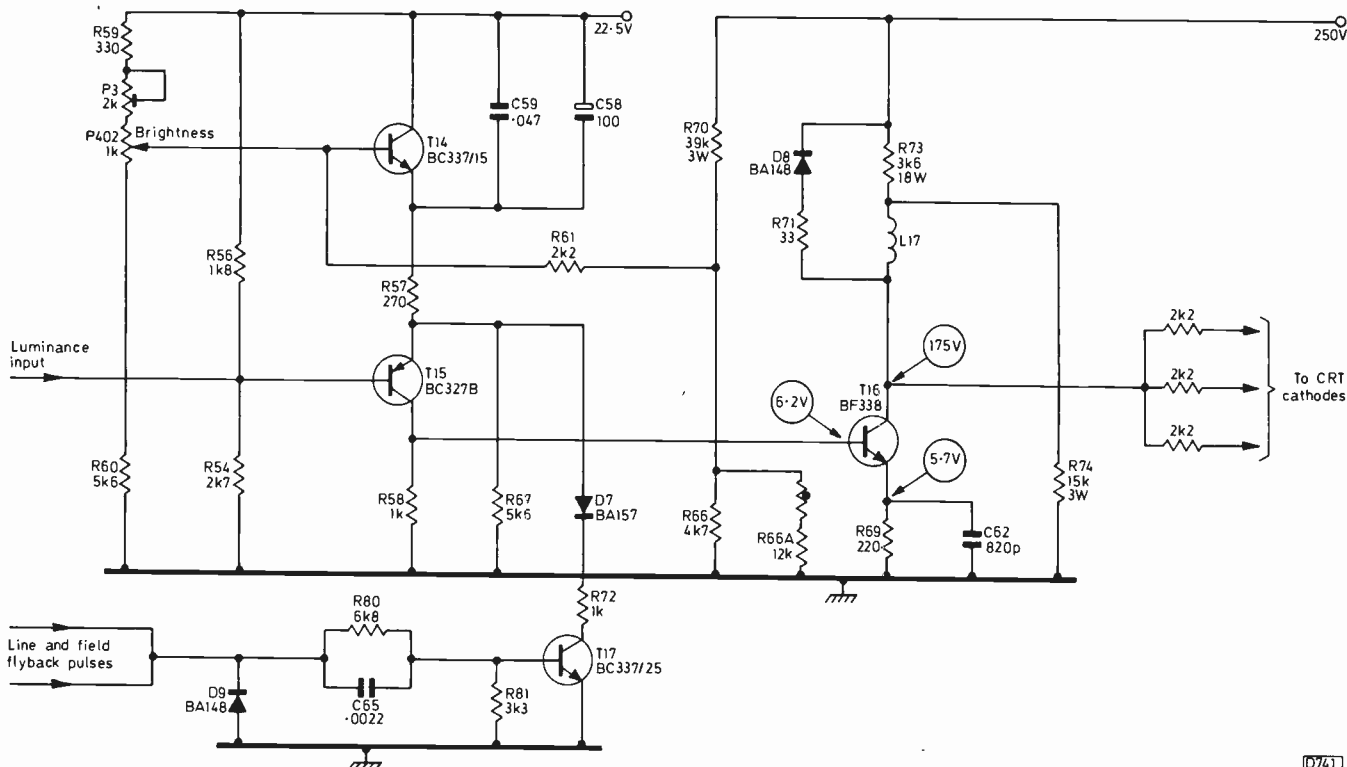 R59
330
P3
2k
P402
1k
Brightness
22·5V
T14
BC337/15
C59
·047
C58
100
250V
R70
39k
3W
D8
BA148
R73
3k6
18W
R71
33
L17
R56
1k8
R61
2k2
R57
270
Luminance
input
T15
BC327B
175V
T16
BF338
6·2V
5·7V
2k2
2k2
2k2
To CRT
cathodes
R60
5k6
R54
2k7
R58
1k
R67
5k6
D7
BA157
R66
4k7
R66A
12k
R69
220
C62
820p
R74
15k
3W
R72
1k
Line and field
flyback pulses
D9
BA148
R80
6k8
C65
·0022
R81
3k3
T17
BC337/25
D741